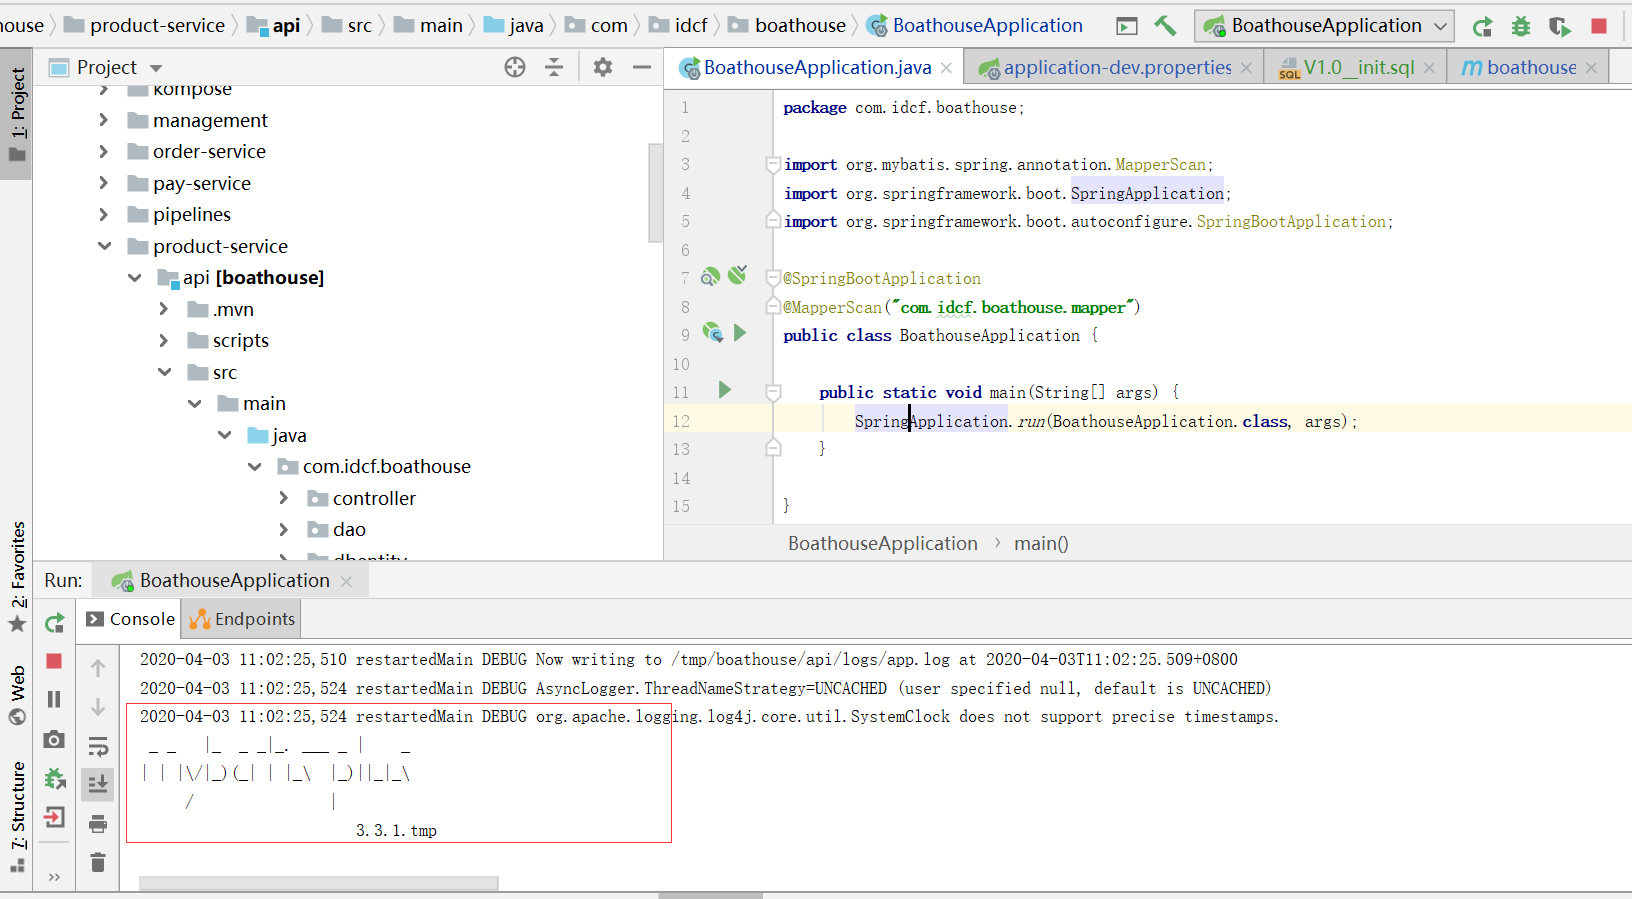 ouse product-service api src main java com idcf boathouse BoathouseApplication BoathouseApplication
1: Project
2: Favorites
Web
7: Structure
Project
kompose
management
order-service
pay-service
pipelines
product-service
api [boathouse]
.mvn
scripts
src
main
java
com.idcf.boathouse
controller
dao
dbentity
BoathouseApplication.java application-dev.properties SQL V1.0__init.sql m boathouse
1 package com.idcf.boathouse;
2
3 import org.mybatis.spring.annotation.MapperScan;
4 import org.springframework.boot.SpringApplication;
5 import org.springframework.boot.autoconfigure.SpringBootApplication;
6
7 @SpringBootApplication
8 @MapperScan("com.idcf.boathouse.mapper")
9 public class BoathouseApplication {
10
11 public static void main(String[] args) {
12 SpringApplication.run(BoathouseApplication.class, args);
13 }
14
15 }
BoathouseApplication › main()
Run: BoathouseApplication
Console Endpoints
2020-04-03 11:02:25,510 restartedMain DEBUG Now writing to /tmp/boathouse/api/logs/app.log at 2020-04-03T11:02:25.509+0800
2020-04-03 11:02:25,524 restartedMain DEBUG AsyncLogger.ThreadNameStrategy=UNCACHED (user specified null, default is UNCACHED)
2020-04-03 11:02:25,524 restartedMain DEBUG org.apache.logging.log4j.core.util.SystemClock does not support precise timestamps.
 _ _   |_  _ _|_. ___ _ |    _
| | |\/|_)(_| | |_\  |_)||_|_\
     /               |
                        3.3.1.tmp